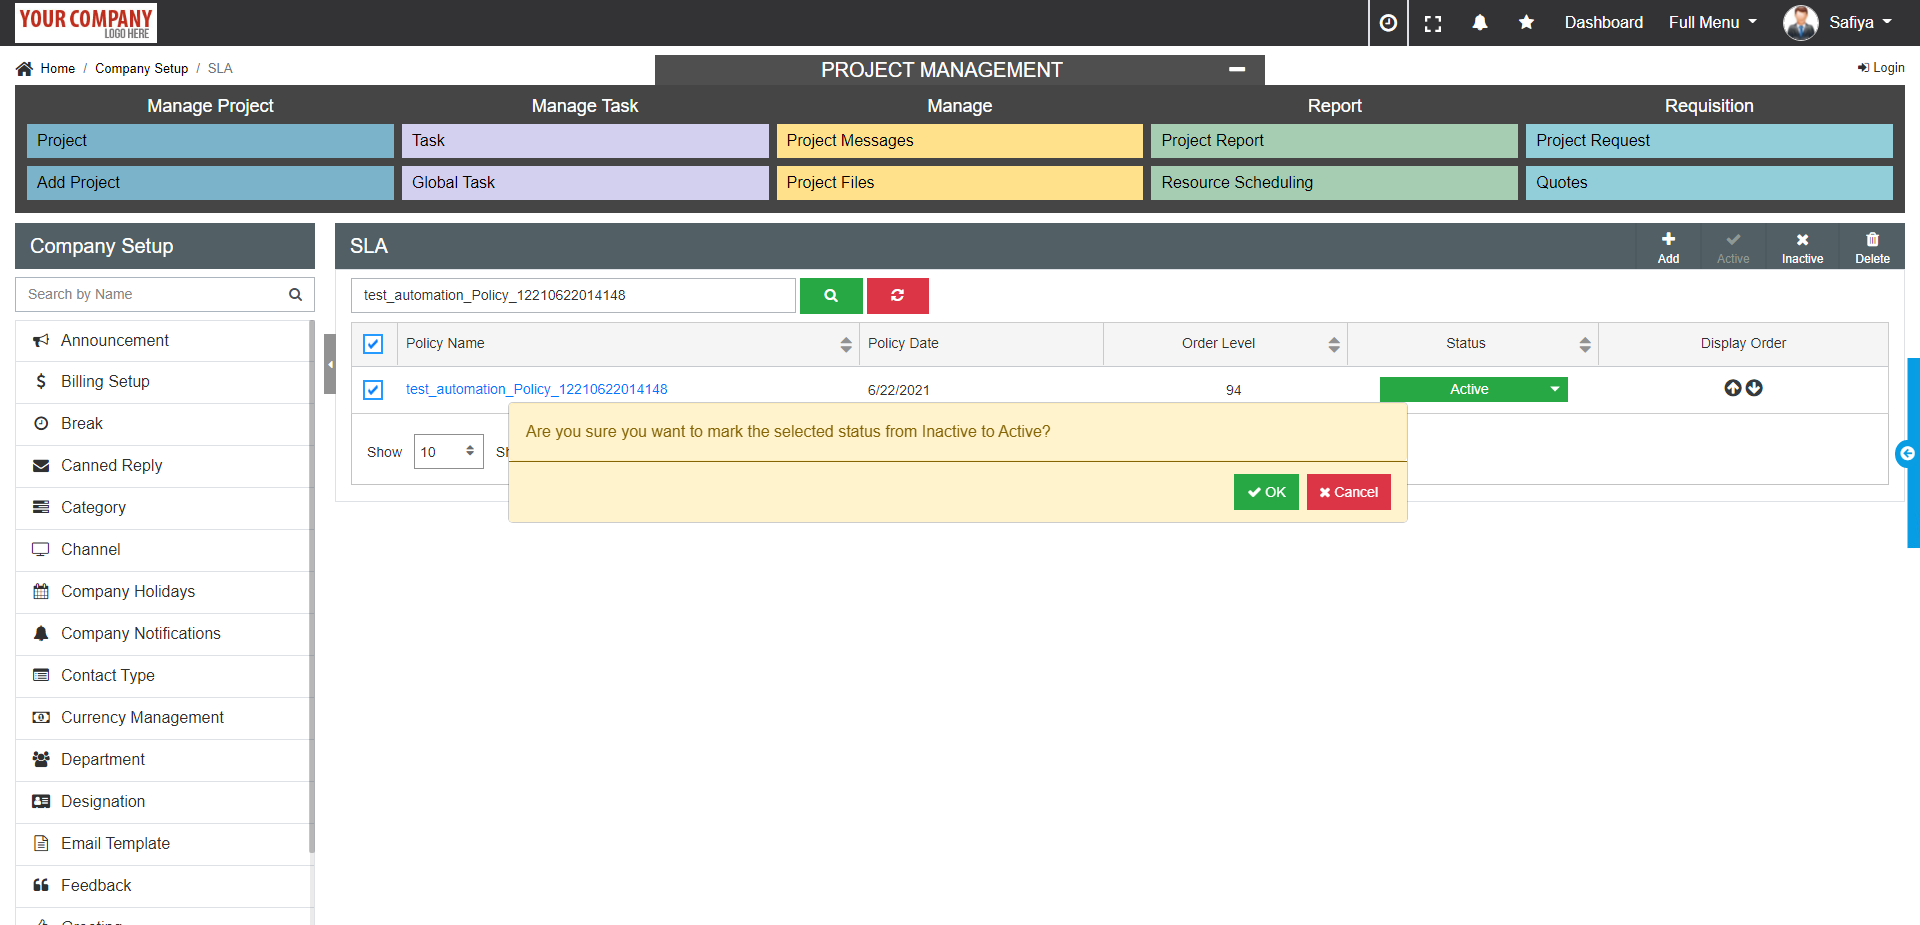 YOUR COMPANY
LOGO HERE
Dashboard
Full Menu
Safiya
Home / Company Setup / SLA
PROJECT MANAGEMENT
Login
Manage Project
Manage Task
Manage
Report
Requisition
Project
Task
Project Messages
Project Report
Project Request
Add Project
Global Task
Project Files
Resource Scheduling
Quotes
Company Setup
Search by Name
Announcement
Billing Setup
Break
Canned Reply
Category
Channel
Company Holidays
Company Notifications
Contact Type
Currency Management
Department
Designation
Email Template
Feedback
SLA
Add
Active
Inactive
Delete
test_automation_Policy_12210622014148
Policy Name
Policy Date
Order Level
Status
Display Order
test_automation_Policy_12210622014148
6/22/2021
94
Active
Show 10
Are you sure you want to mark the selected status from Inactive to Active?
OK
Cancel